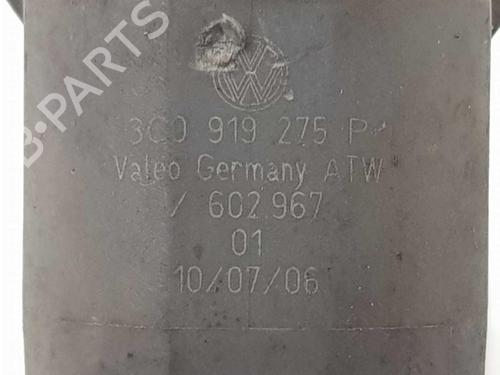 B-PARTS
3C0 919 275 P
Valeo Germany ATW
/ 602.967
01
10/07/06